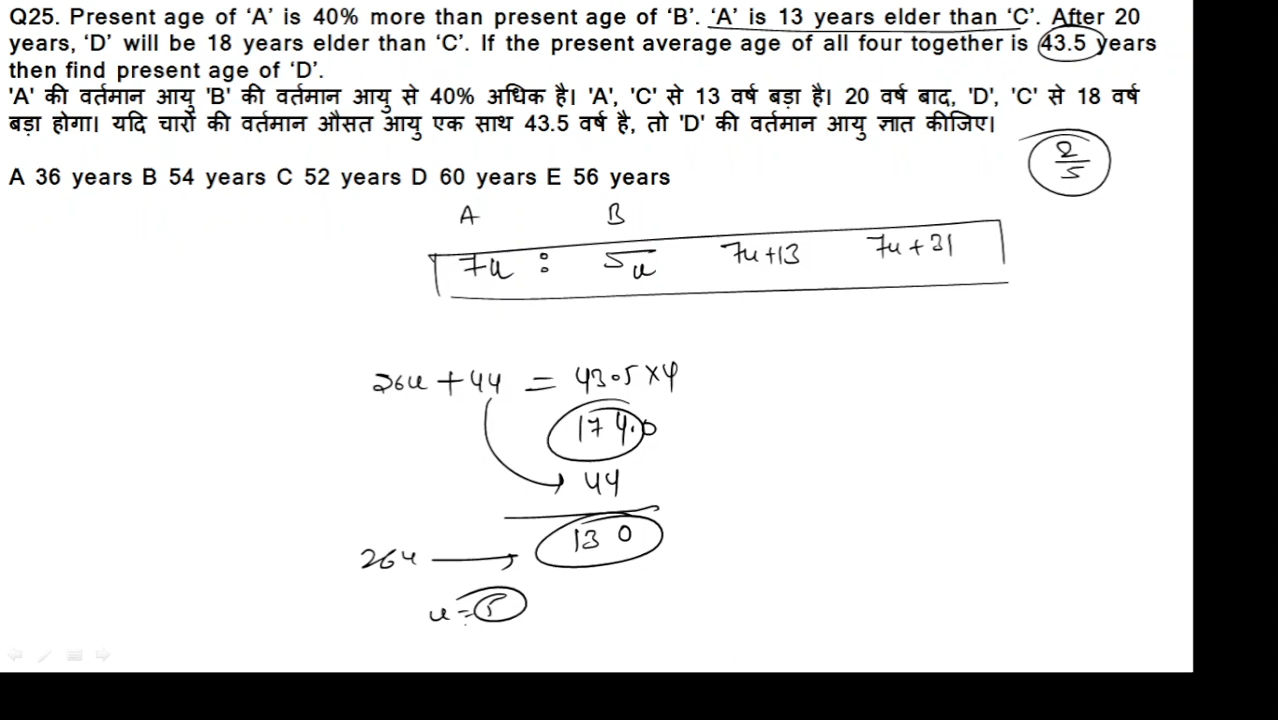 Q25. Present age of ‘A’ is 40% more than present age of ‘B’. ‘A’ is 13 years elder than ‘C’. After 20
years, ‘D’ will be 18 years elder than ‘C’. If the present average age of all four together is 43.5 years
then find present age of ‘D’.
'A' की वर्तमान आयु 'B' की वर्तमान आयु से 40% अधिक है। 'A', 'C' से 13 वर्ष बड़ा है। 20 वर्ष बाद, 'D', 'C' से 18 वर्ष
बड़ा होगा। यदि चारों की वर्तमान औसत आयु एक साथ 43.5 वर्ष है, तो 'D' की वर्तमान आयु ज्ञात कीजिए।
2/5
A 36 years B 54 years C 52 years D 60 years E 56 years
A B
7u : 5u 7u+13 7u+31
26u + 44 = 43.5 x 4
174.0
44
130
26u
u = 5